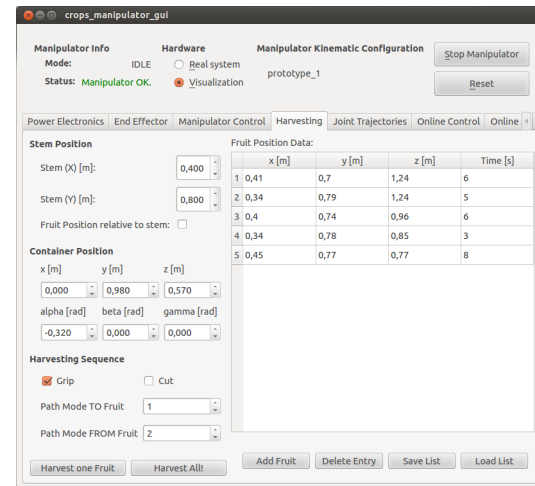 crops_manipulator_gui
Manipulator Info Hardware Manipulator Kinematic Configuration
Mode: IDLE Real system prototype_1 Stop Manipulator
Status: Manipulator OK. Visualization Reset
Power Electronics End Effector Manipulator Control Harvesting Joint Trajectories Online Control Online
Stem Position
Stem (X) [m]: 0,400
Stem (Y) [m]: 0,800
Fruit Position relative to stem:
Container Position
x [m] y [m] z [m]
0,000 0,980 0,570
alpha [rad] beta [rad] gamma [rad]
-0,320 0,000 0,000
Harvesting Sequence
Grip Cut
Path Mode TO Fruit 1
Path Mode FROM Fruit 2
Harvest one Fruit Harvest All!
Fruit Position Data:
x [m] y [m] z [m] Time [s]
1 0,41 0,7 1,24 6
2 0,34 0,79 1,24 5
3 0,4 0,74 0,96 6
4 0,34 0,78 0,85 3
5 0,45 0,77 0,77 8
Add Fruit Delete Entry Save List Load List